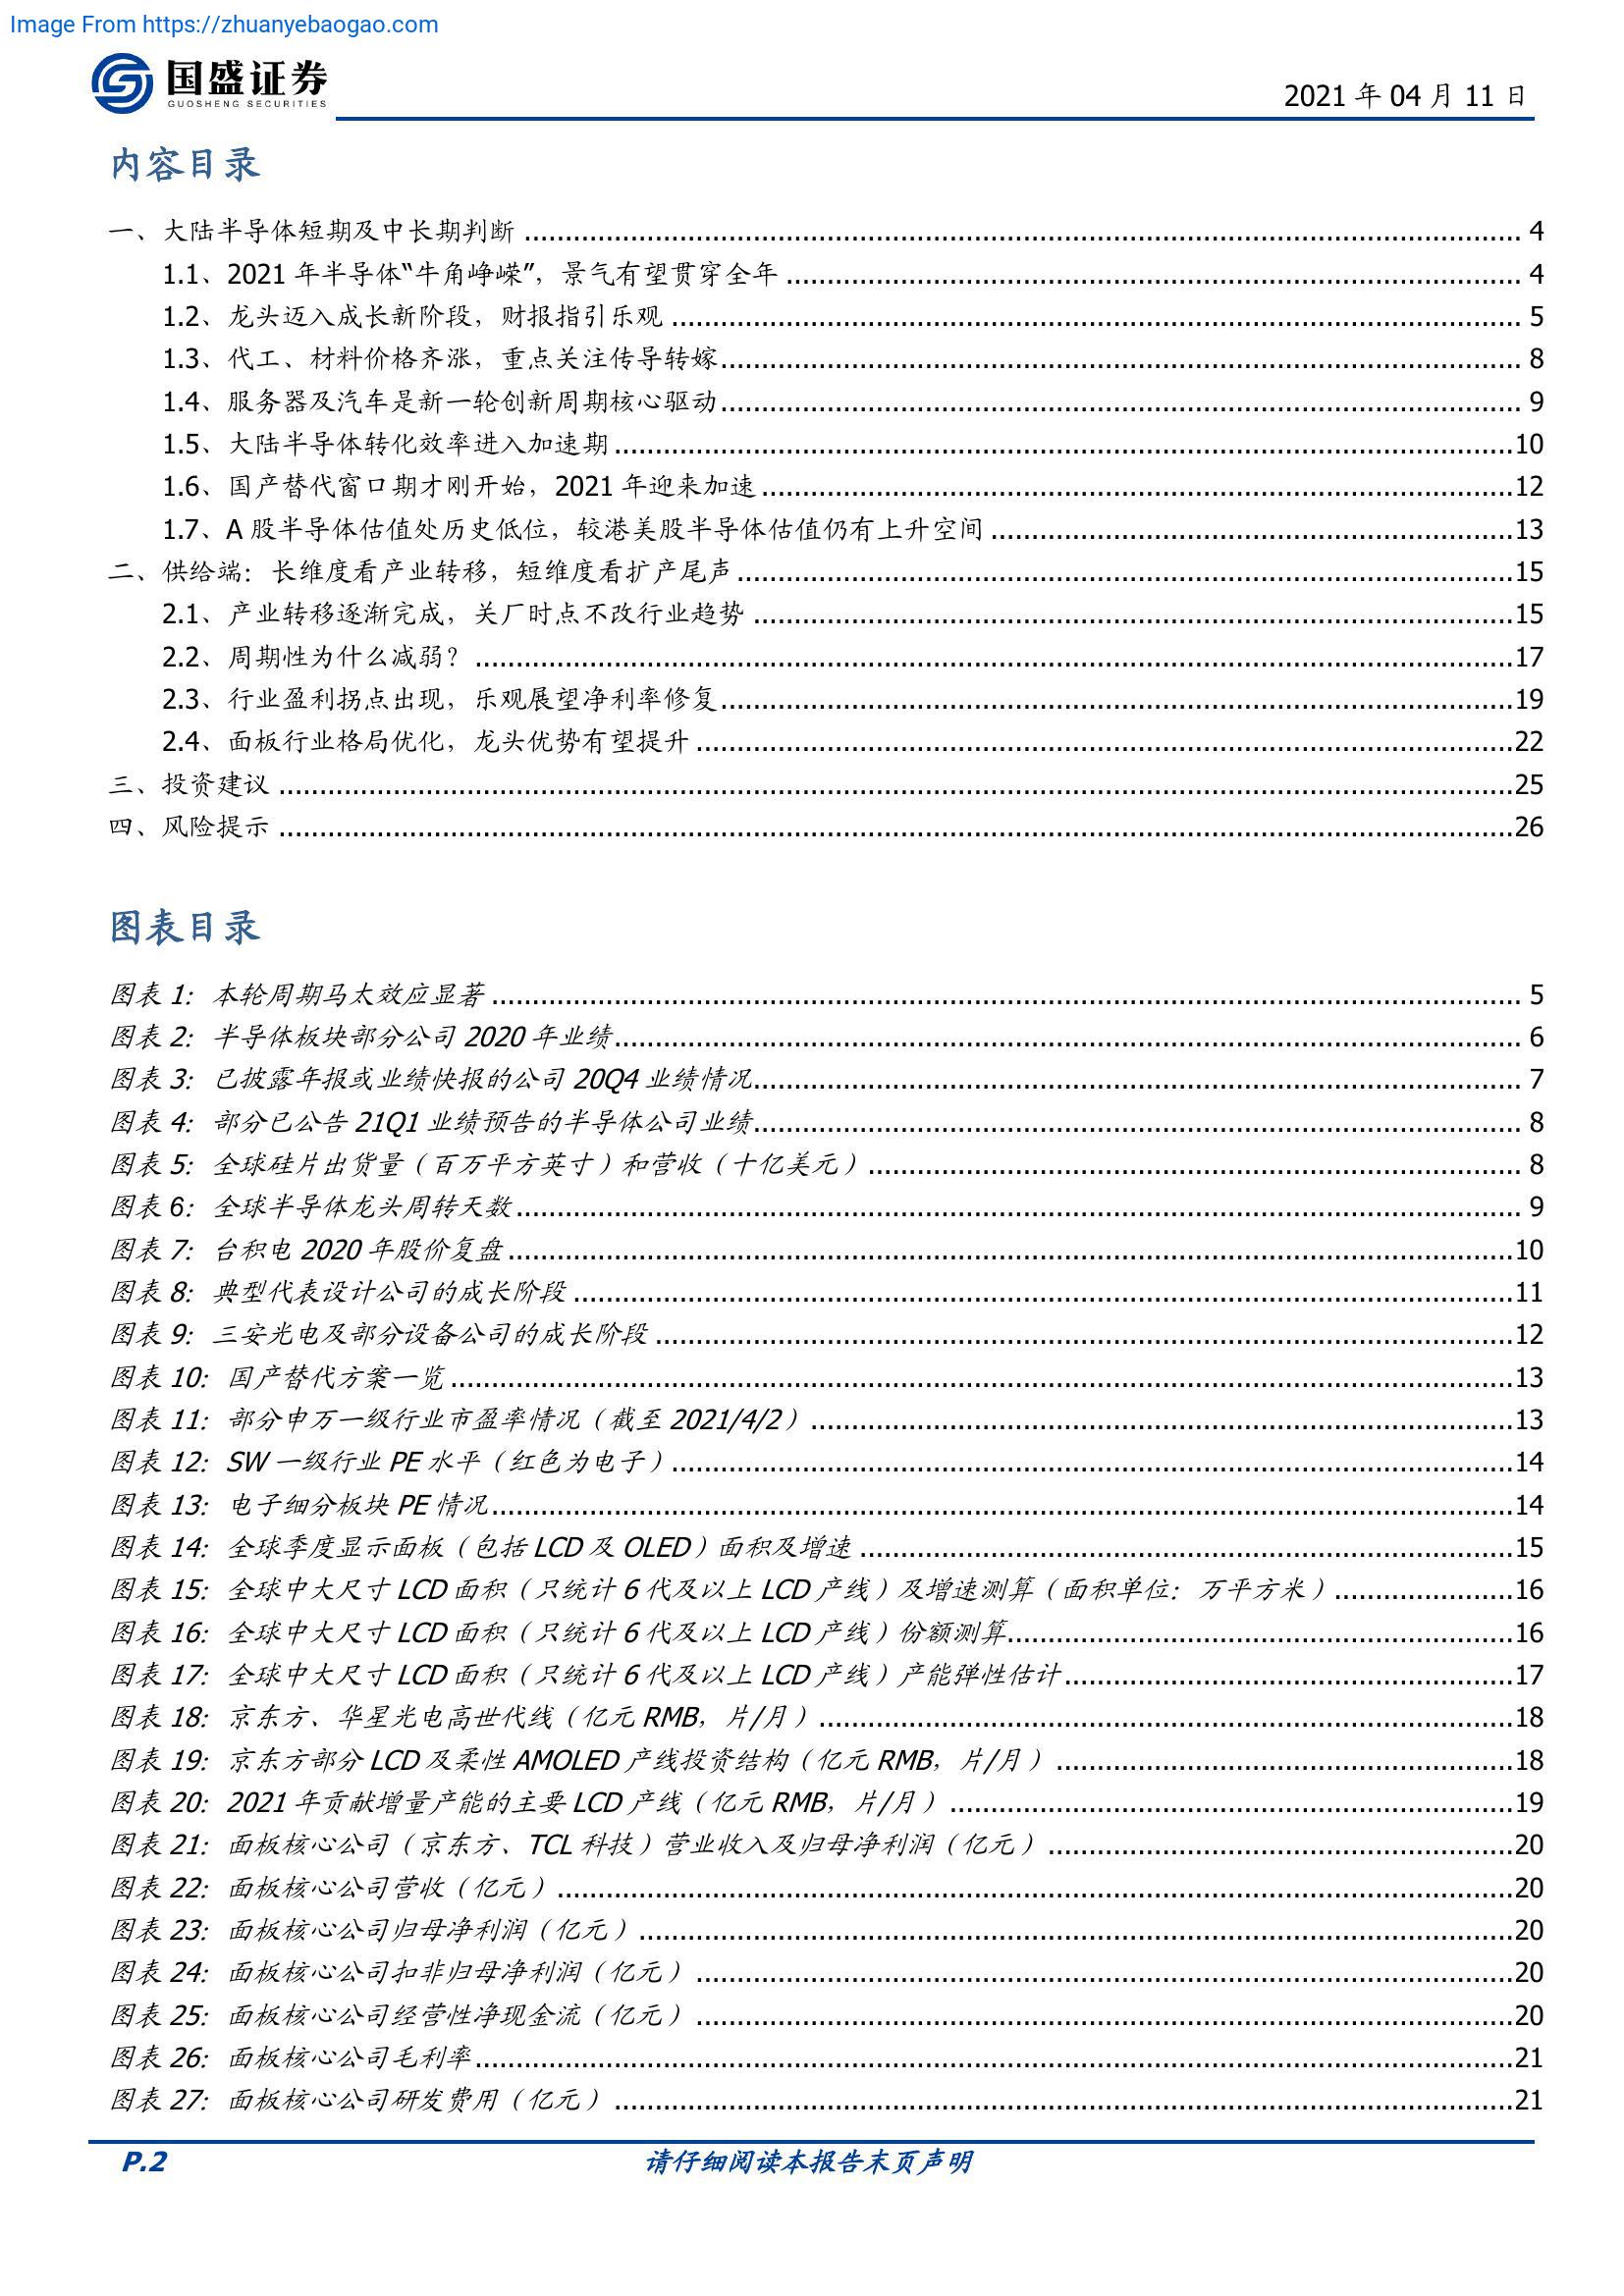 Image From https://zhuanyebaogao.com
国盛证券
GUOSHENG SECURITIES
2021 年 04 月 11 日
内容目录
一、大陆半导体短期及中长期判断 4
1.1、2021 年半导体“牛角峥嵘”，景气有望贯穿全年 4
1.2、龙头迈入成长新阶段，财报指引乐观 5
1.3、代工、材料价格齐涨，重点关注传导转嫁 8
1.4、服务器及汽车是新一轮创新周期核心驱动 9
1.5、大陆半导体转化效率进入加速期 10
1.6、国产替代窗口期才刚开始，2021 年迎来加速 12
1.7、A 股半导体估值处历史低位，较港美股半导体估值仍有上升空间 13
二、供给端：长维度看产业转移，短维度看扩产尾声 15
2.1、产业转移逐渐完成，关厂时点不改行业趋势 15
2.2、周期性为什么减弱？ 17
2.3、行业盈利拐点出现，乐观展望净利率修复 19
2.4、面板行业格局优化，龙头优势有望提升 22
三、投资建议 25
四、风险提示 26
图表目录
图表 1：本轮周期马太效应显著 5
图表 2：半导体板块部分公司 2020 年业绩 6
图表 3：已披露年报或业绩快报的公司 20Q4 业绩情况 7
图表 4：部分已公告 21Q1 业绩预告的半导体公司业绩 8
图表 5：全球硅片出货量（百万平方英寸）和营收（十亿美元） 8
图表 6：全球半导体龙头周转天数 9
图表 7：台积电 2020 年股价复盘 10
图表 8：典型代表设计公司的成长阶段 11
图表 9：三安光电及部分设备公司的成长阶段 12
图表 10：国产替代方案一览 13
图表 11：部分申万一级行业市盈率情况（截至 2021/4/2） 13
图表 12：SW 一级行业 PE 水平（红色为电子） 14
图表 13：电子细分板块 PE 情况 14
图表 14：全球季度显示面板（包括 LCD 及 OLED）面积及增速 15
图表 15：全球中大尺寸 LCD 面积（只统计 6 代及以上 LCD 产线）及增速测算（面积单位：万平方米） 16
图表 16：全球中大尺寸 LCD 面积（只统计 6 代及以上 LCD 产线）份额测算 16
图表 17：全球中大尺寸 LCD 面积（只统计 6 代及以上 LCD 产线）产能弹性估计 17
图表 18：京东方、华星光电高世代线（亿元 RMB，片/月） 18
图表 19：京东方部分 LCD 及柔性 AMOLED 产线投资结构（亿元 RMB，片/月） 18
图表 20：2021 年贡献增量产能的主要 LCD 产线（亿元 RMB，片/月） 19
图表 21：面板核心公司（京东方、TCL 科技）营业收入及归母净利润（亿元） 20
图表 22：面板核心公司营收（亿元） 20
图表 23：面板核心公司归母净利润（亿元） 20
图表 24：面板核心公司扣非归母净利润（亿元） 20
图表 25：面板核心公司经营性净现金流（亿元） 20
图表 26：面板核心公司毛利率 21
图表 27：面板核心公司研发费用（亿元） 21
P.2
请仔细阅读本报告末页声明